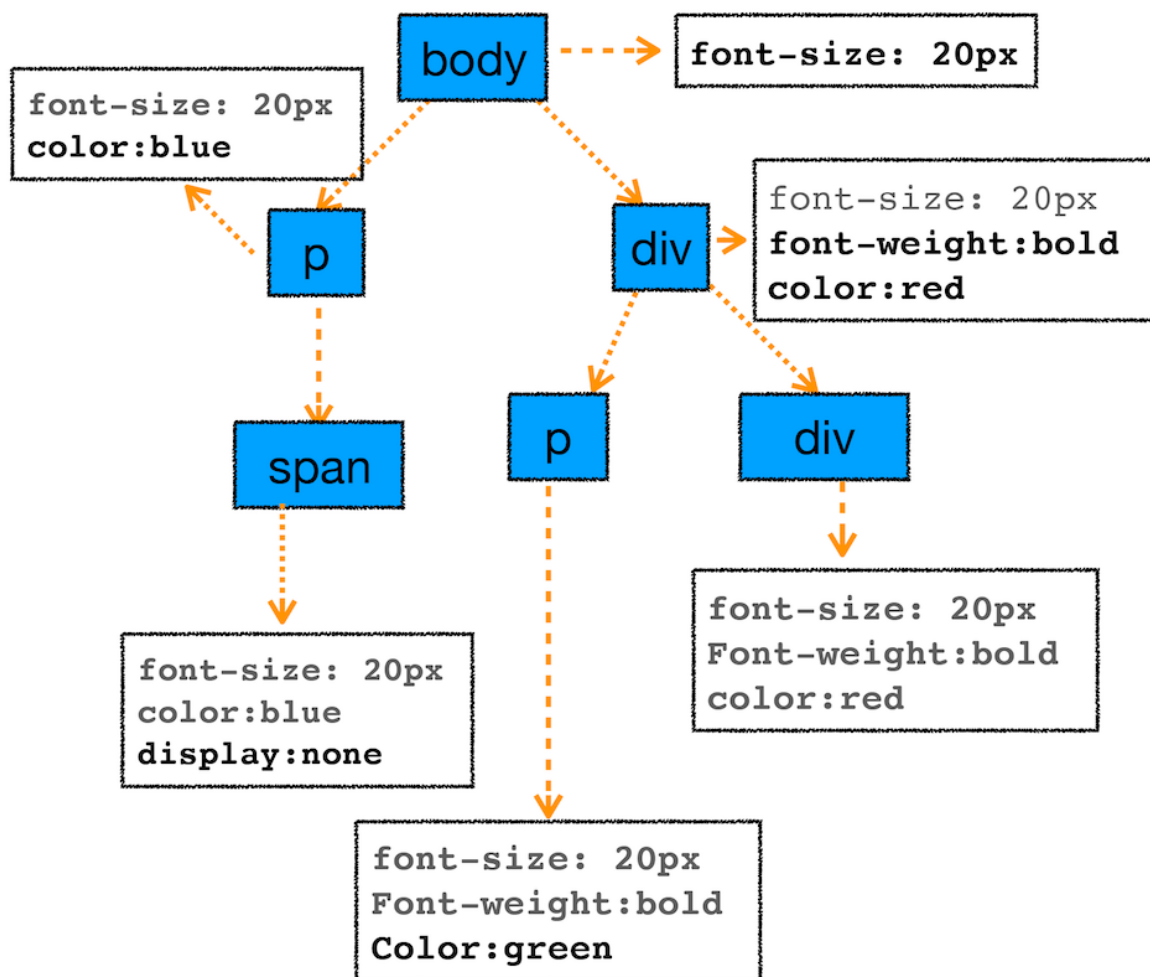 body
font-size: 20px
font-size: 20px
color:blue
p
div
font-size: 20px
font-weight:bold
color:red
span
p
div
font-size: 20px
color:blue
display:none
font-size: 20px
Font-weight:bold
color:red
font-size: 20px
Font-weight:bold
Color:green